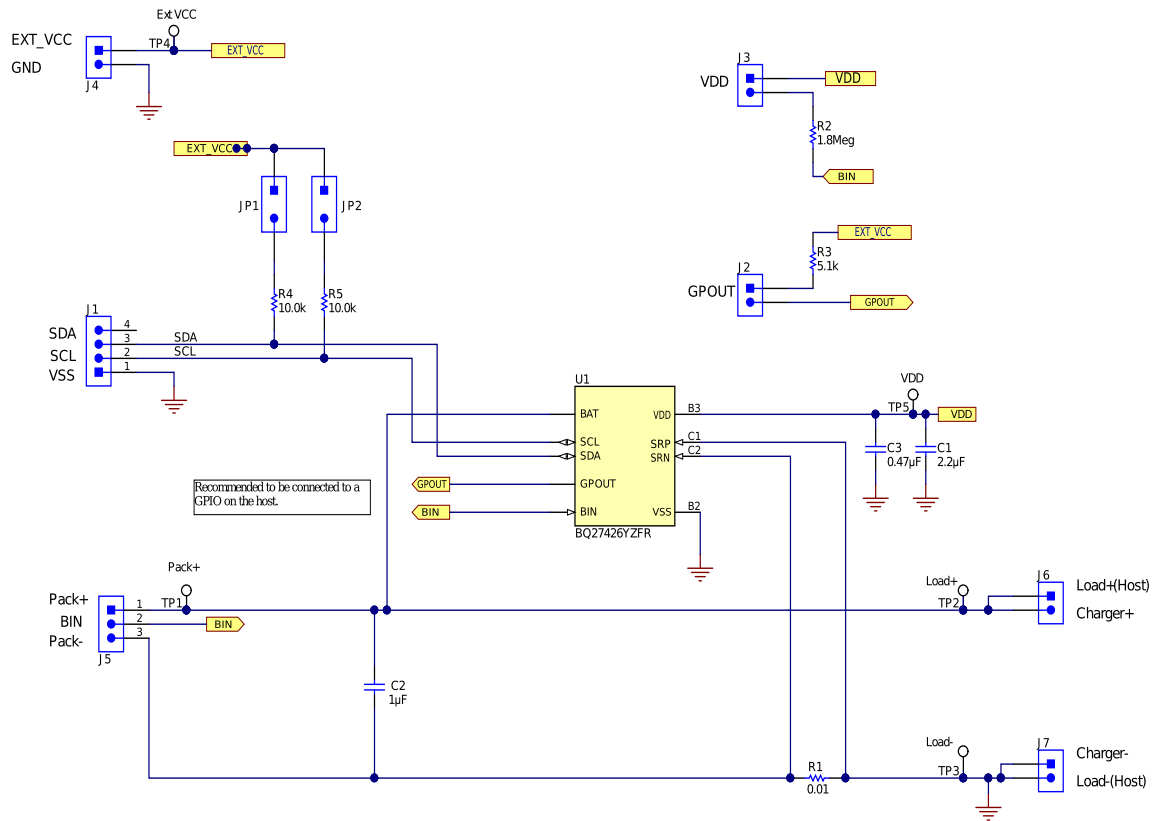 Ext VCC
EXT_VCC
TP4
EXT_VCC
GND
J4
J3
VDD
VDD
R2
1.8Meg
BIN
EXT_VCC
JP1
JP2
EXT_VCC
R3
5.1k
J2
GPOUT
GPOUT
R4
10.0k
R5
10.0k
J1
4
SDA
3
SDA
SCL
2
SCL
VSS
1
U1
BAT
SCL
SDA
GPOUT
BIN
VDD
SRP
SRN
VSS
B3
C1
C2
B2
BQ27426YZFR
VDD
TP5
VDD
C3
0.47µF
C1
2.2µF
GPOUT
BIN
Recommended to be connected to a
GPIO on the host.
Pack+
Pack+
1
TP1
BIN
2
BIN
Pack-
3
J5
C2
1µF
Load+
TP2
J6
Load+(Host)
Charger+
R1
0.01
Load-
TP3
J7
Charger-
Load-(Host)